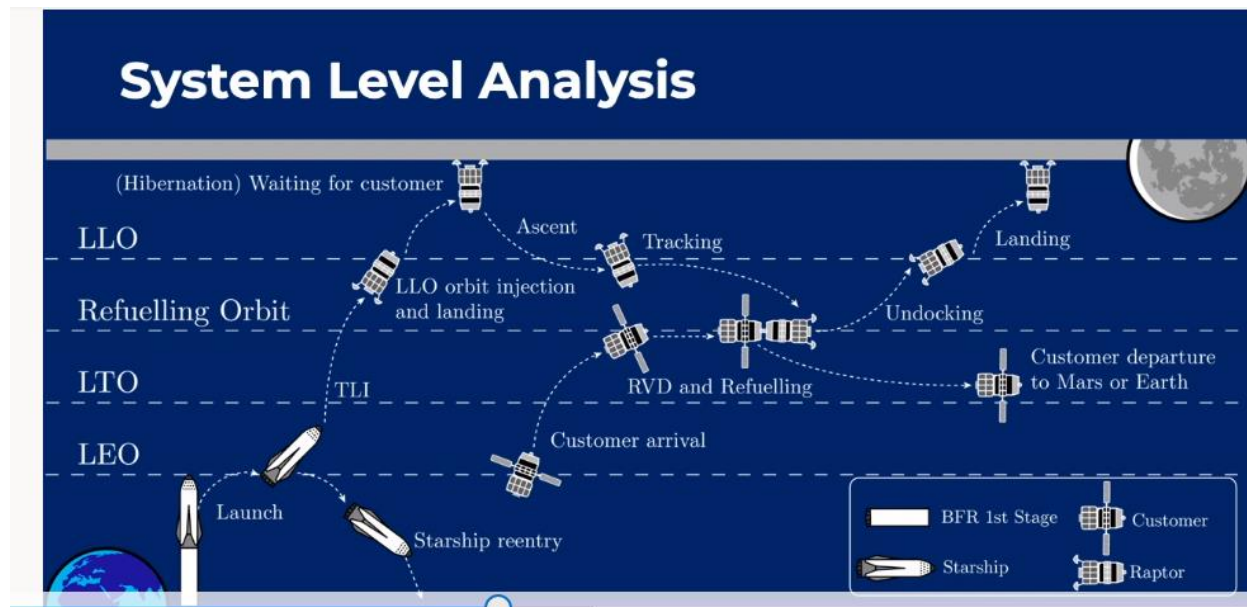 System Level Analysis
(Hibernation) Waiting for customer
LLO
Ascent
Tracking
Landing
LLO orbit injection
and landing
Refuelling Orbit
Undocking
LTO
TLI
RVD and Refuelling
Customer departure
to Mars or Earth
LEO
Customer arrival
Launch
Starship reentry
BFR 1st Stage
Customer
Starship
Raptor